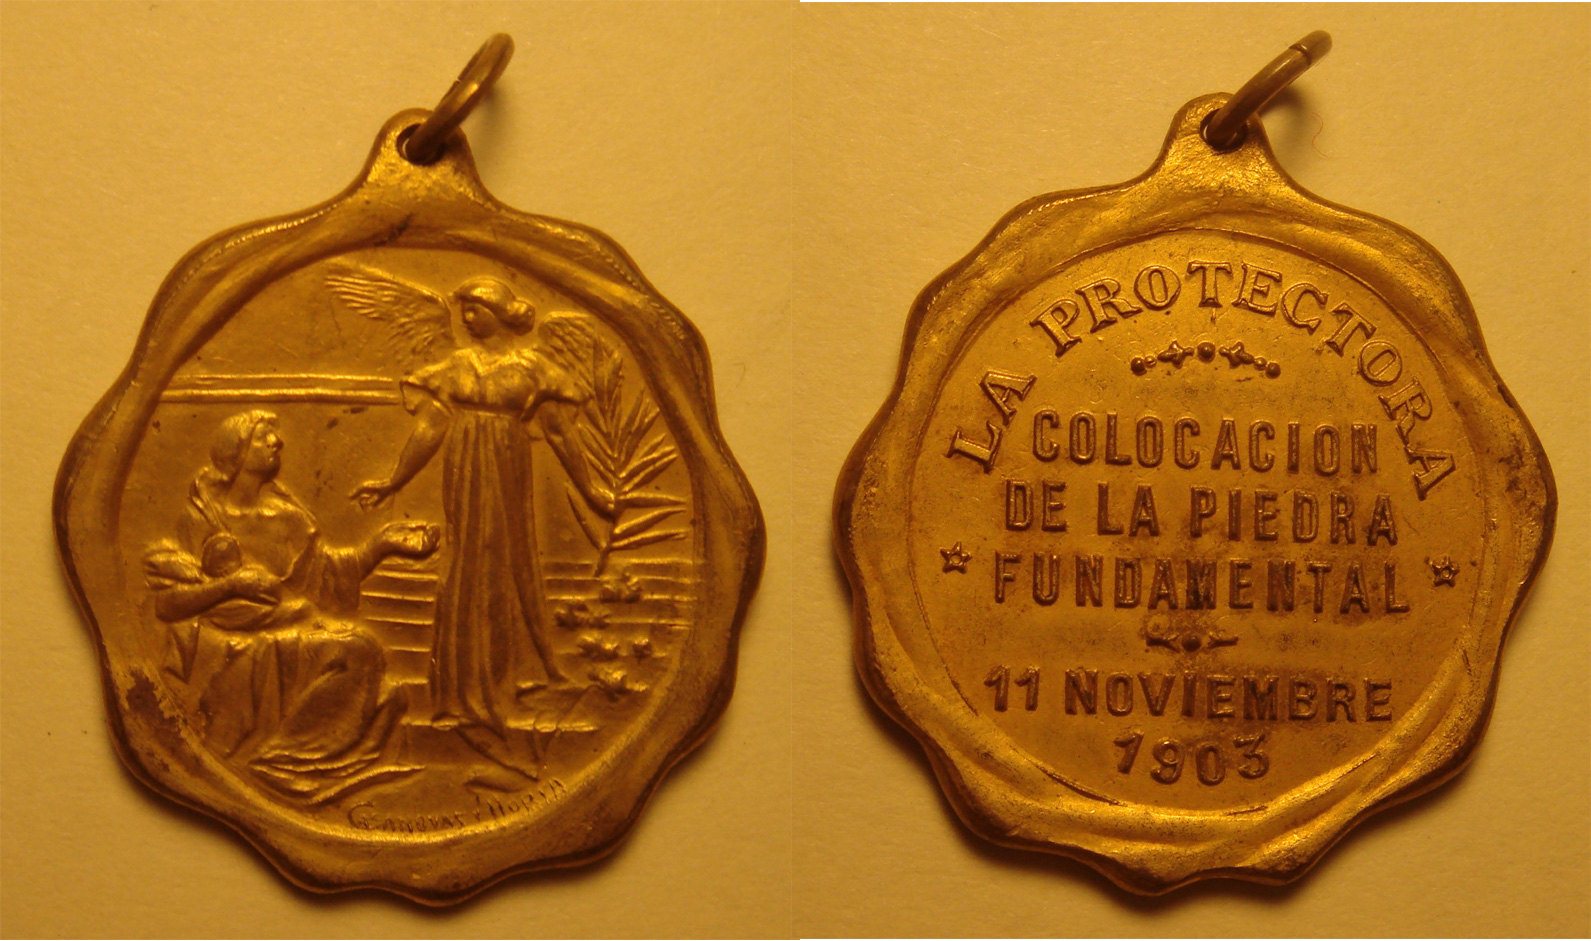 LA PROTECTORA
COLOCACION
DE LA PIEDRA
FUNDAMENTAL
11 NOVIEMBRE
1903